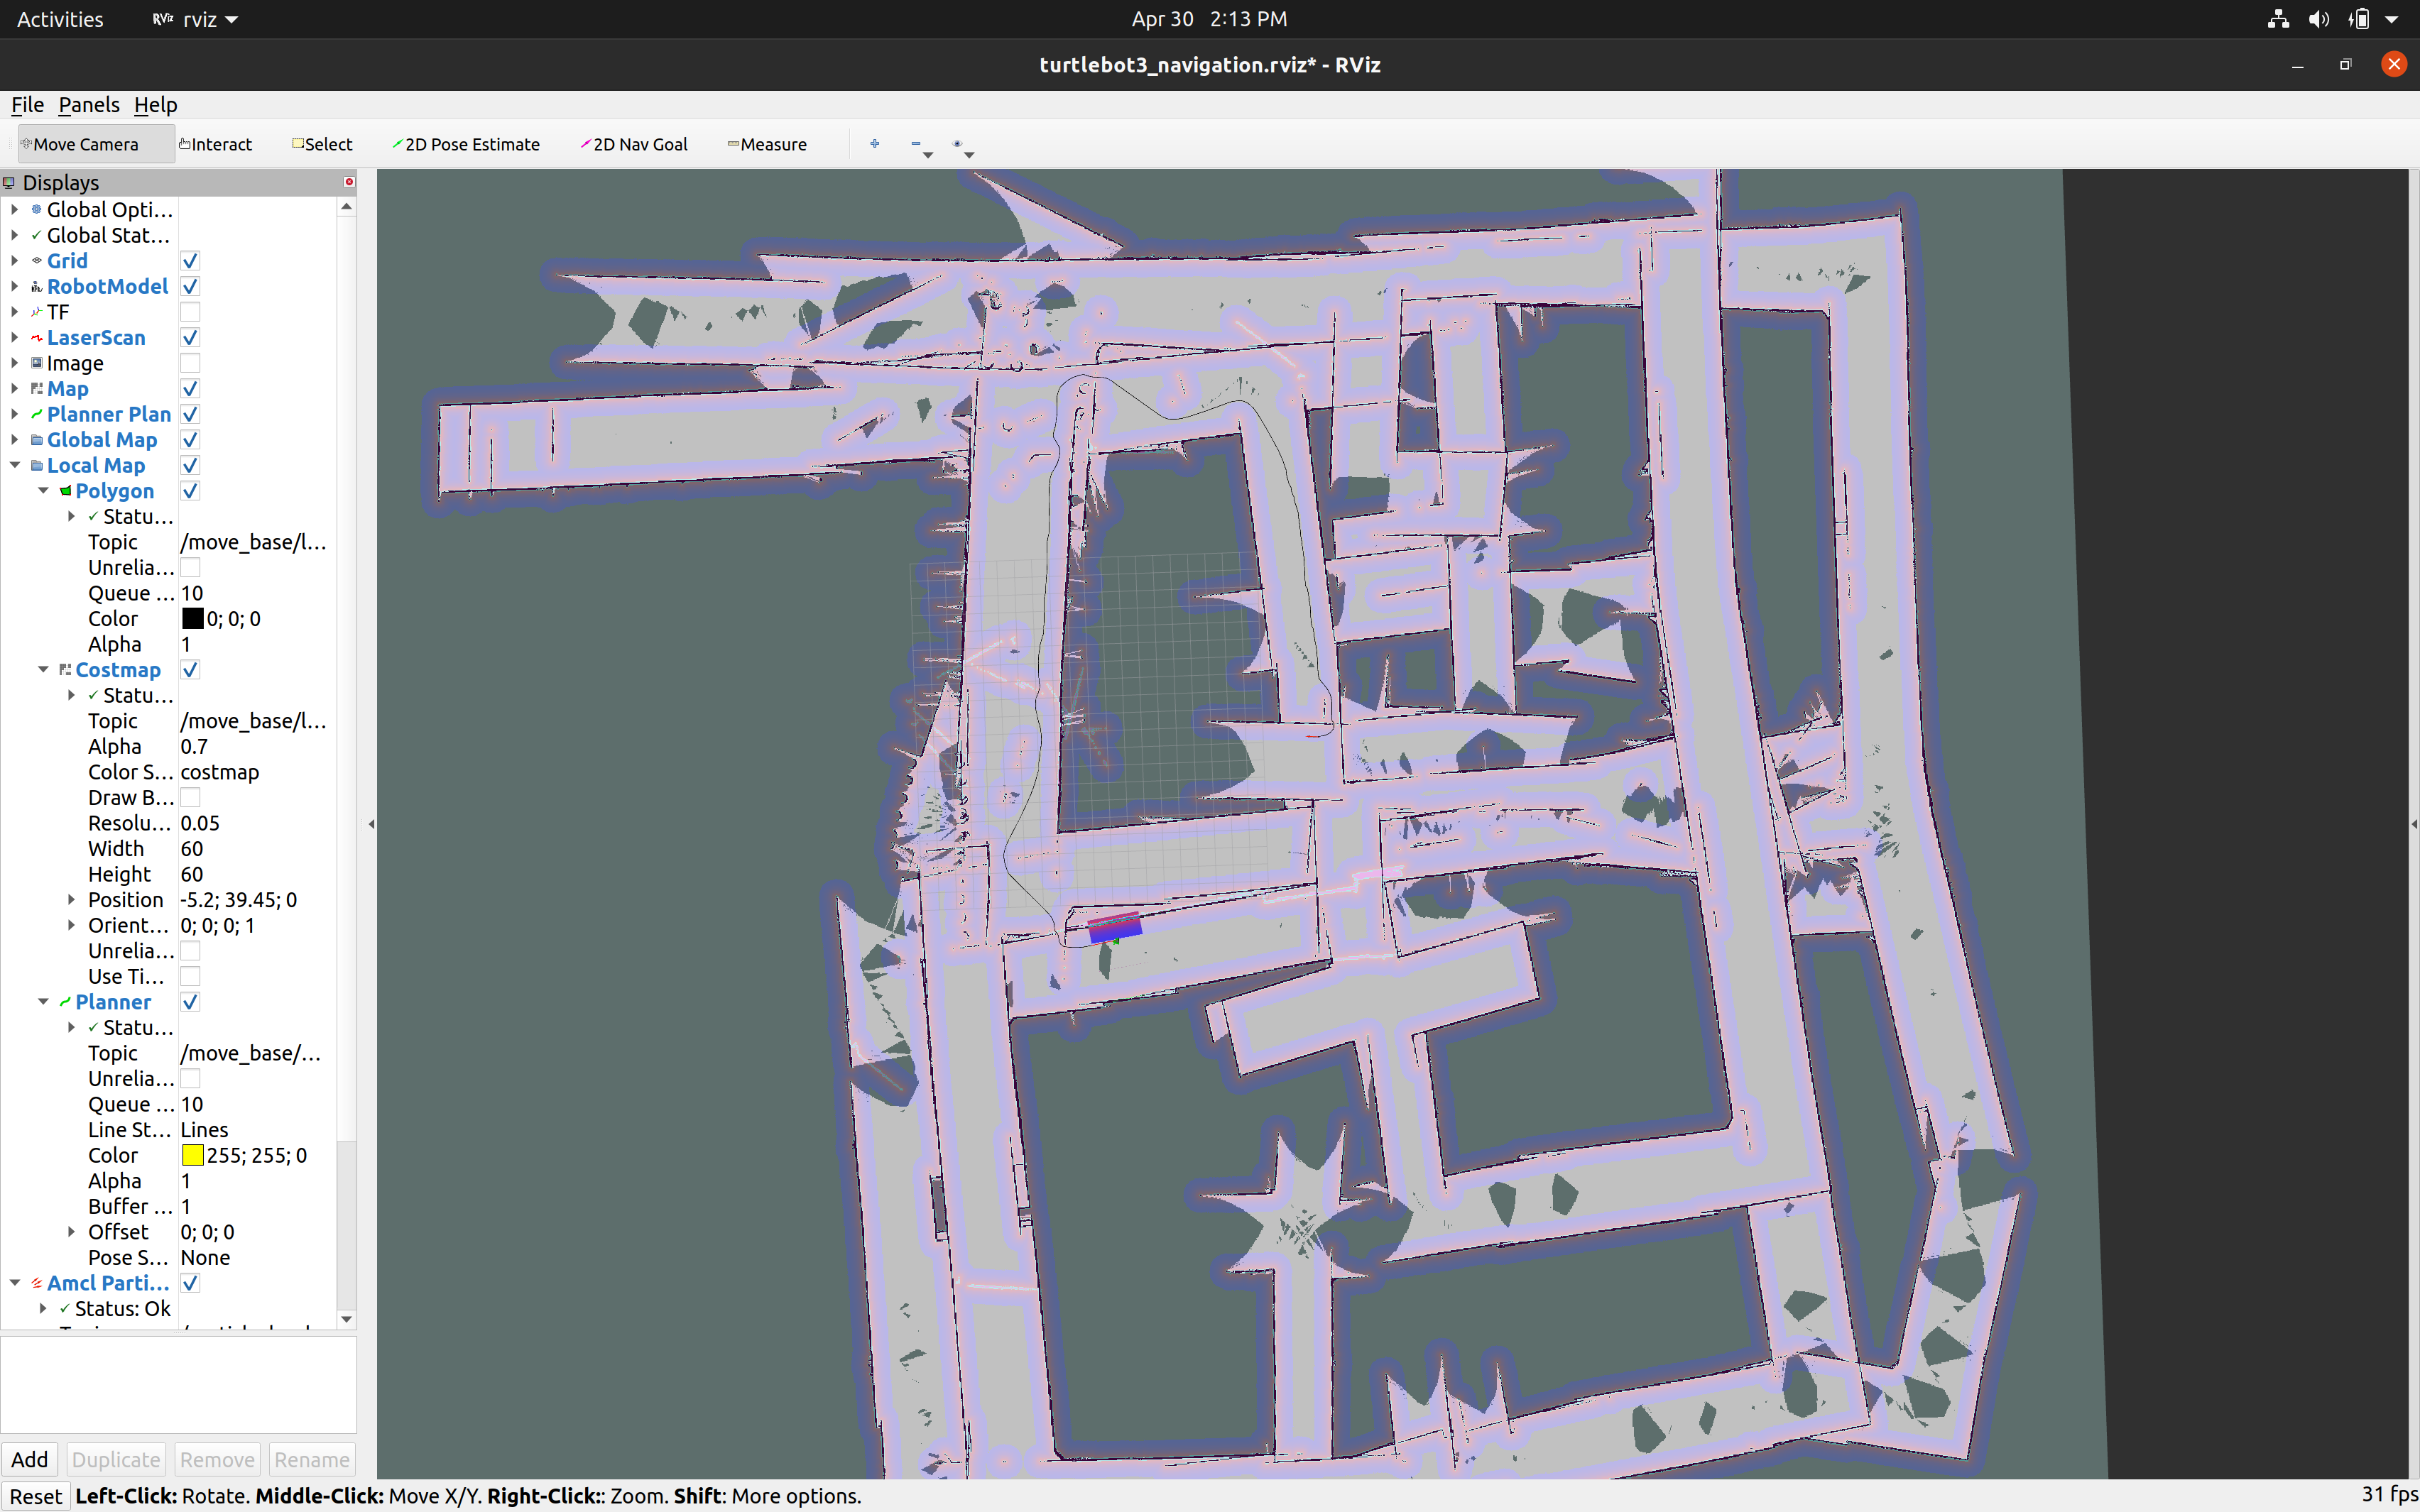 Activities rviz Apr 30 2:13 PM
turtlebot3_navigation.rviz* - RViz
File Panels Help
Move Camera Interact Select 2D Pose Estimate 2D Nav Goal Measure
Displays
Global Opti...
Global Stat...
Grid
RobotModel
TF
LaserScan
Image
Map
Planner Plan
Global Map
Local Map
Polygon
Statu...
Topic /move_base/l...
Unrelia...
Queue ... 10
Color 0; 0; 0
Alpha 1
Costmap
Statu...
Topic /move_base/l...
Alpha 0.7
Color S... costmap
Draw B...
Resolu... 0.05
Width 60
Height 60
Position -5.2; 39.45; 0
Orient... 0; 0; 0; 1
Unrelia...
Use Ti...
Planner
Statu...
Topic /move_base/...
Unrelia...
Queue ... 10
Line St... Lines
Color 255; 255; 0
Alpha 1
Buffer ... 1
Offset 0; 0; 0
Pose S... None
Amcl Parti...
Status: Ok
Add Duplicate Remove Rename
Reset Left-Click: Rotate. Middle-Click: Move X/Y. Right-Click:: Zoom. Shift: More options. 31 fps